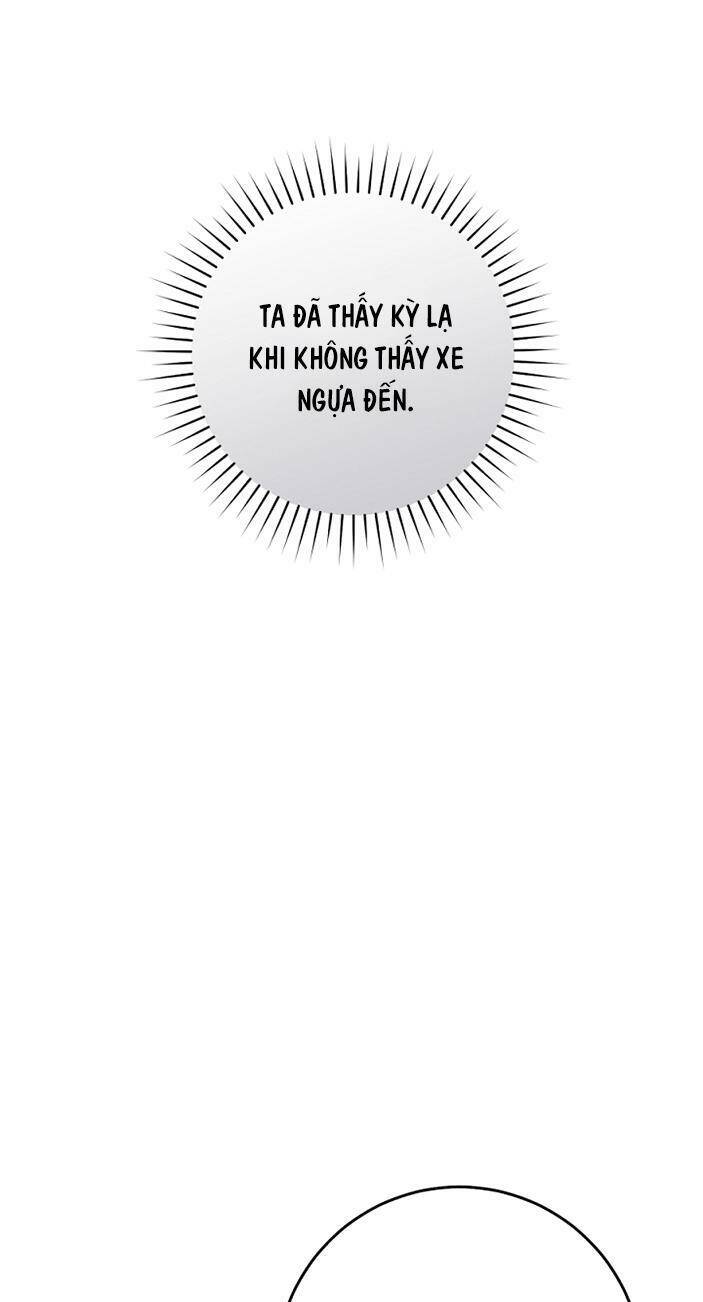 TA ĐÃ THẤY KỲ LẠ
KHI KHÔNG THẤY XE
NGỰA ĐẾN.